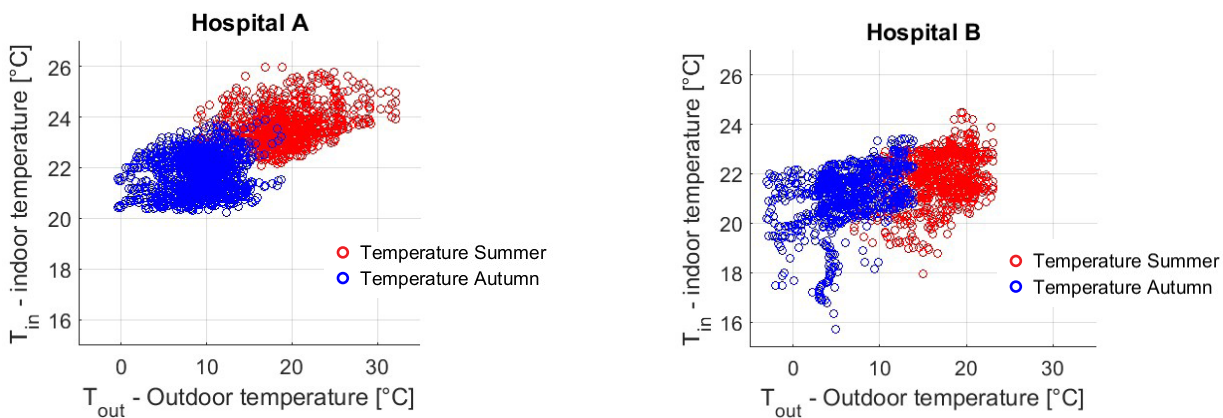 Hospital A
T_in - indoor temperature [°C]
26
24
22
20
18
16
0
10
20
30
T_out - Outdoor temperature [°C]
Temperature Summer
Temperature Autumn
Hospital B
T_in - indoor temperature [°C]
26
24
22
20
18
16
0
10
20
30
T_out - Outdoor temperature [°C]
Temperature Summer
Temperature Autumn